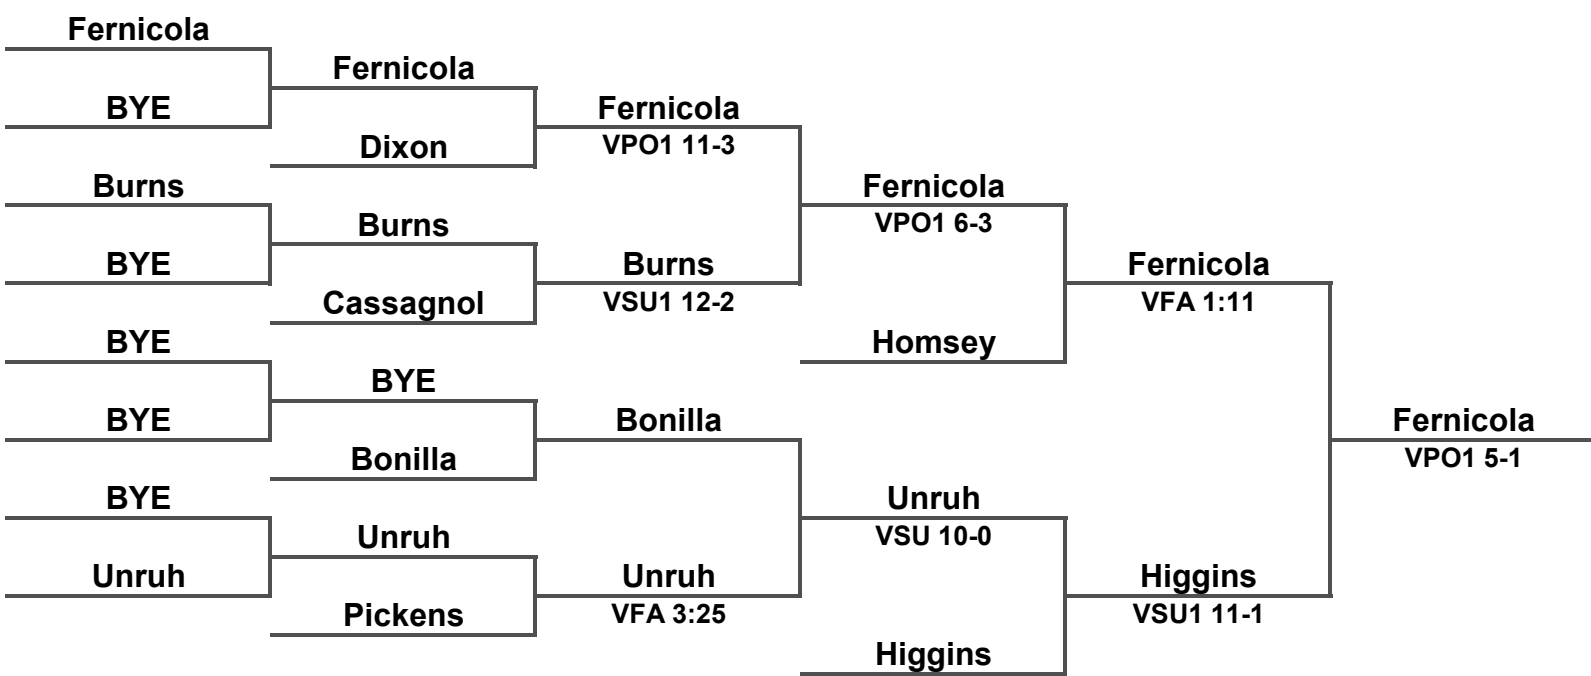 Fernicola
Fernicola
BYE
Fernicola
Dixon
VPO1 11-3
Burns
Fernicola
Burns
VPO1 6-3
BYE
Burns
Fernicola
Cassagnol
VSU1 12-2
VFA 1:11
BYE
Homsey
BYE
BYE
Bonilla
Fernicola
Bonilla
VPO1 5-1
BYE
Unruh
Unruh
VSU 10-0
Unruh
Unruh
Higgins
Pickens
VFA 3:25
VSU1 11-1
Higgins